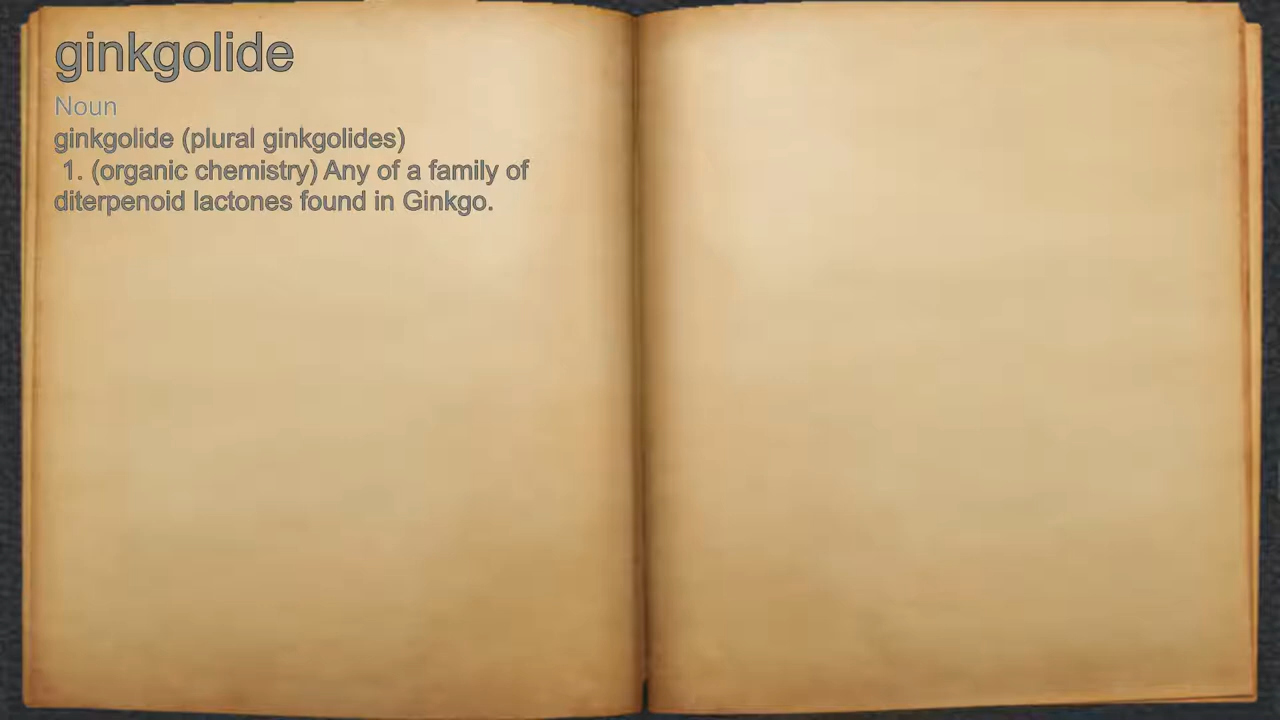 ginkgolide
Noun
ginkgolide (plural ginkgolides)
1. (organic chemistry) Any of a family of
diterpenoid lactones found in Ginkgo.